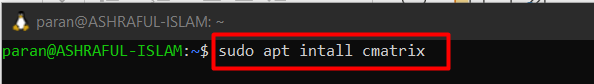 paran@ASHRAFUL-ISLAM: ~
paran@ASHRAFUL-ISLAM:~$ sudo apt intall cmatrix